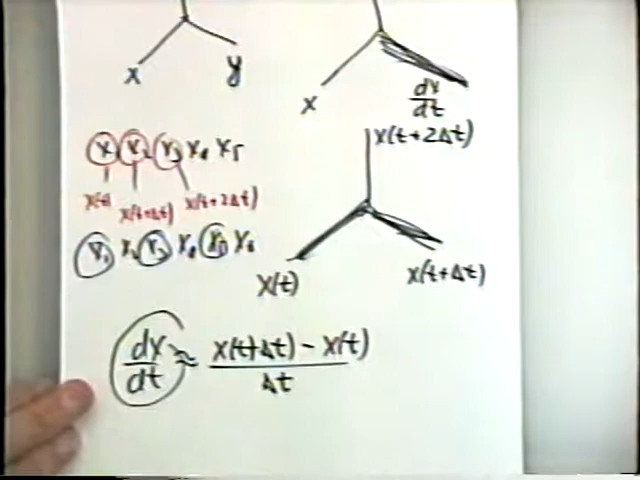 x y
x
dx
dt
x(t+2Δt)
x x₂ x₃ x₄ x₅
x(t) x(t+Δt) x(t+2Δt)
x₁ x₂ x₃ x₄ x₅ x₆
x(t) x(t+Δt)
dx ≈ x(t+Δt) - x(t)
dt Δt